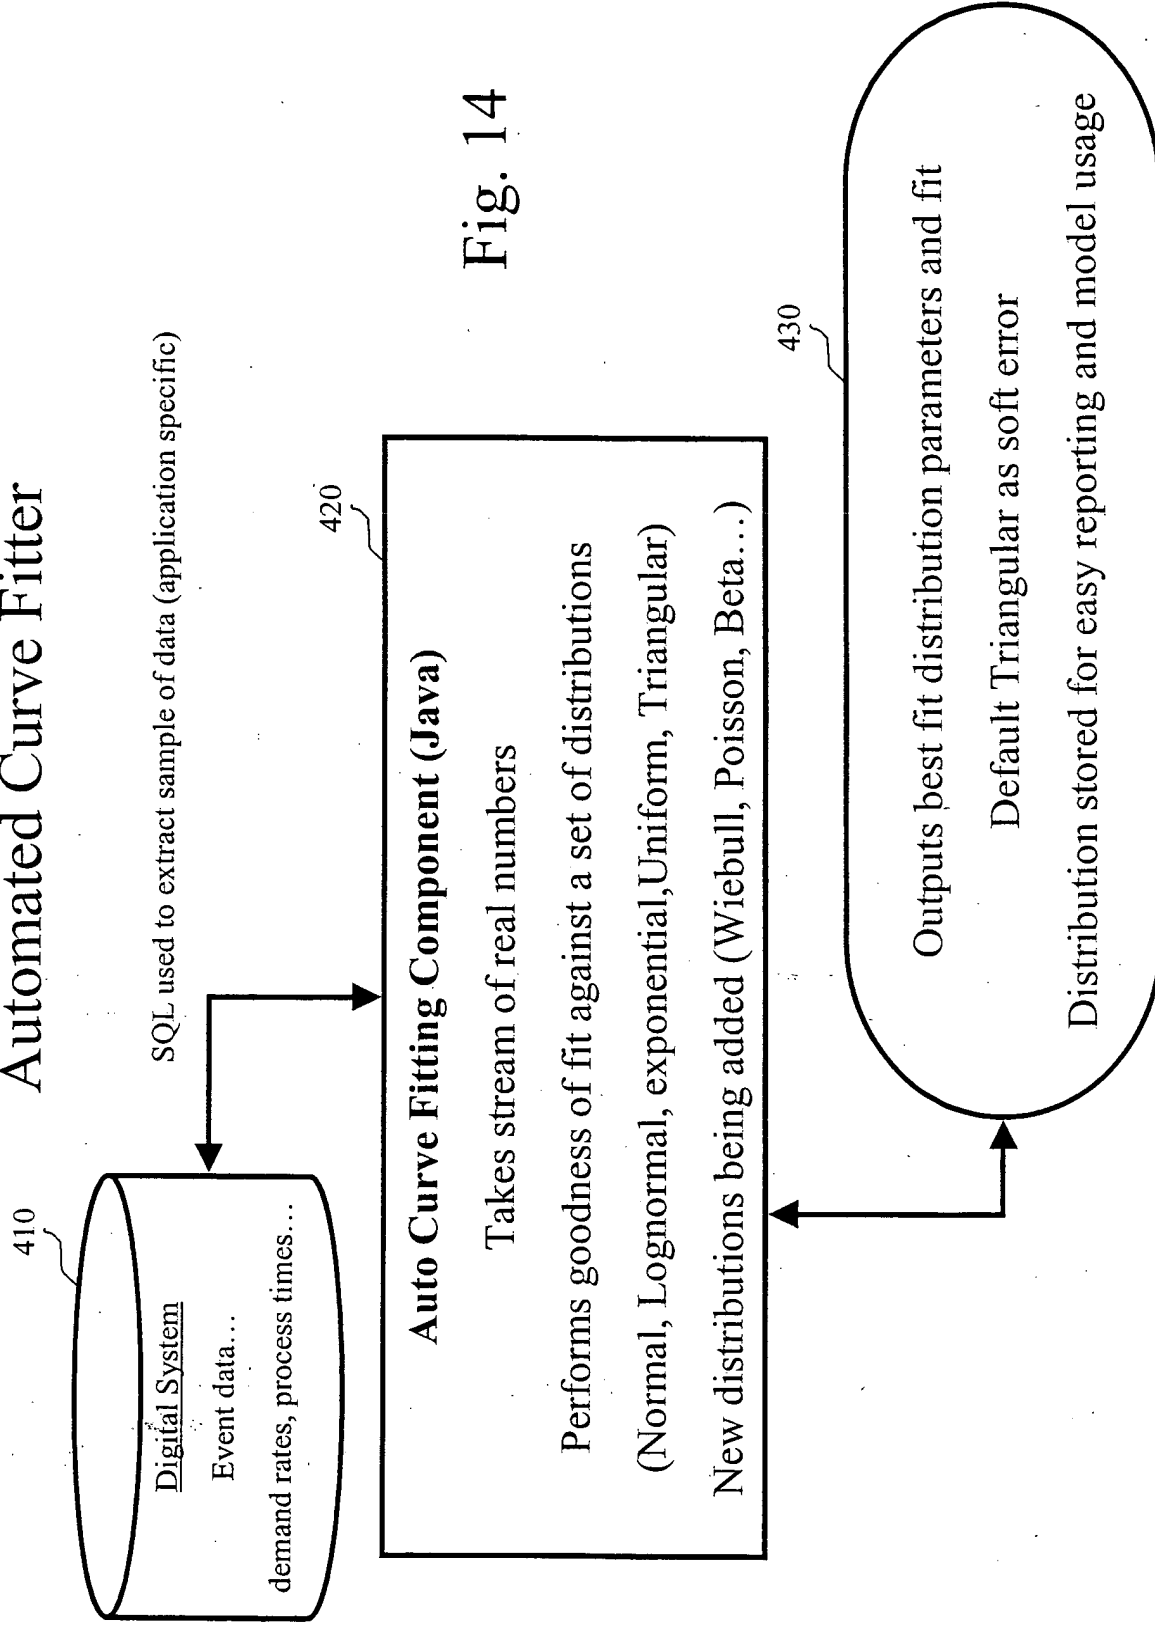 Automated Curve Fitter
410
Digital System
Event data...
demand rates, process times...
SQL used to extract sample of data (application specific)
420
Auto Curve Fitting Component (Java)
Takes stream of real numbers
Performs goodness of fit against a set of distributions
(Normal, Lognormal, exponential,Uniform, Triangular)
New distributions being added (Wiebull, Poisson, Beta...)
Fig. 14
430
Outputs best fit distribution parameters and fit
Default Triangular as soft error
Distribution stored for easy reporting and model usage